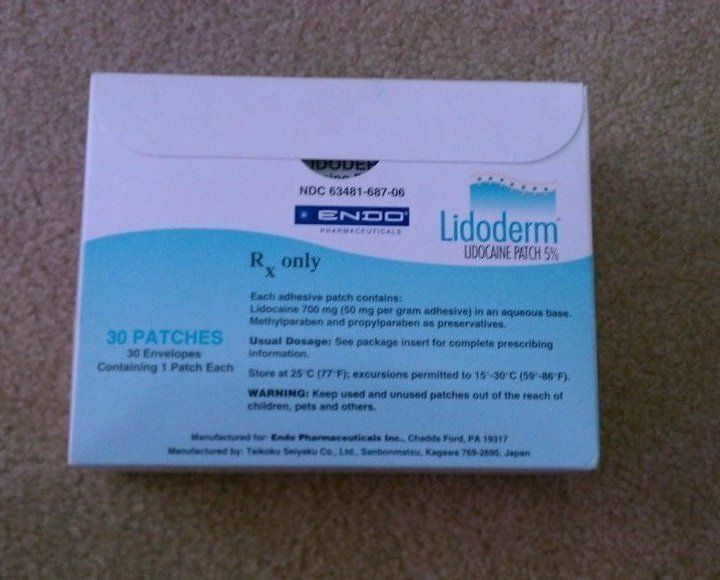 IDODER
NDC 63481-687-06
ENDO
PHARMACEUTICALS
Lidoderm
LIDOCAINE PATCH 5%
Rx only
Each adhesive patch contains:
Lidocaine 700 mg (50 mg per gram adhesive) in an aqueous base.
Methylparaben and propylparaben as preservatives.
30 PATCHES
30 Envelopes
Containing 1 Patch Each
Usual Dosage: See package insert for complete prescribing
information.
Store at 25°C (77°F); excursions permitted to 15°-30°C (59°-86°F).
WARNING: Keep used and unused patches out of the reach of
children, pets and others.
Manufactured for: Endo Pharmaceuticals Inc., Chadds Ford, PA 19317
Manufactured by: Teikoku Seiyaku Co., Ltd., Sanbonmatsu, Kagawa 769-2695, Japan